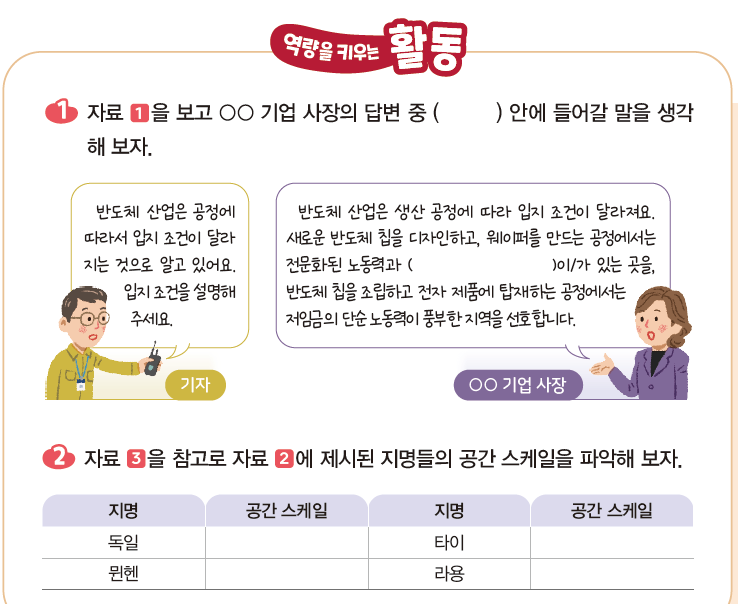 역량을 키우는 활동
1 자료 1을 보고 ○○ 기업 사장의 답변 중 ( ) 안에 들어갈 말을 생각
해 보자.
반도체 산업은 공정에
따라서 입지 조건이 달라
지는 것으로 알고 있어요.
입지 조건을 설명해
주세요.
기자
반도체 산업은 생산 공정에 따라 입지 조건이 달라져요.
새로운 반도체 칩을 디자인하고, 웨이퍼를 만드는 공정에서는
전문화된 노동력과 ( )이/가 있는 곳을,
반도체 칩을 조립하고 전자 제품에 탑재하는 공정에서는
저임금의 단순 노동력이 풍부한 지역을 선호합니다.
○○ 기업 사장
2 자료 3을 참고로 자료 2에 제시된 지명들의 공간 스케일을 파악해 보자.
지명 공간 스케일 지명 공간 스케일
독일 타이
뮌헨 라용